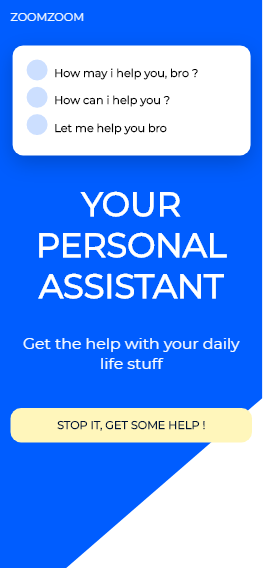 ZOOMZOOM
How may i help you, bro ?
How can i help you ?
Let me help you bro
YOUR
PERSONAL
ASSISTANT
Get the help with your daily
life stuff
STOP IT, GET SOME HELP !